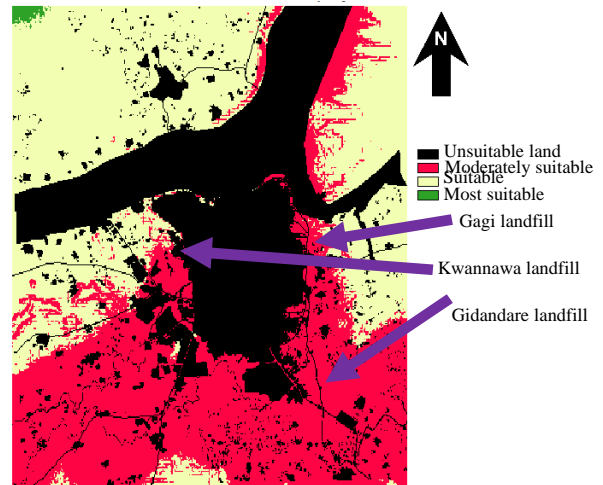 N
Unsuitable land
Moderately suitable
Suitable
Most suitable
Gagi landfill
Kwannawa landfill
Gidandare landfill